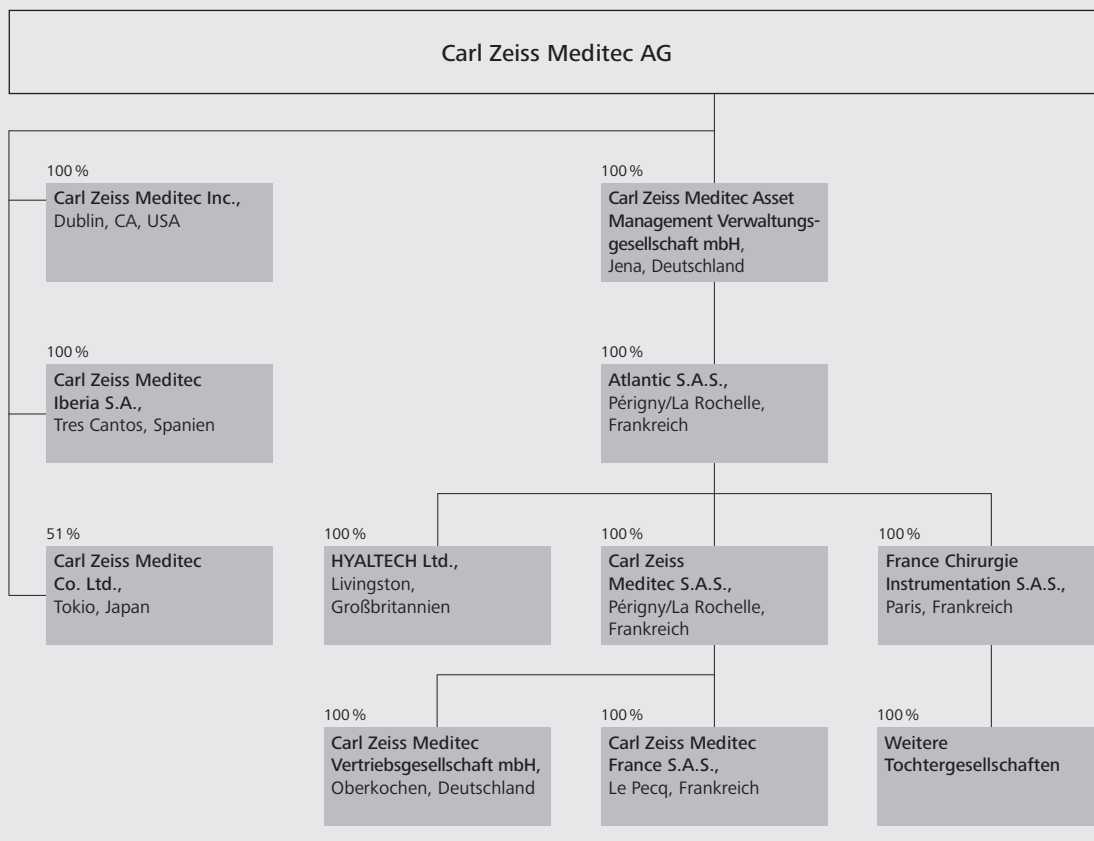 Carl Zeiss Meditec AG
100 %
Carl Zeiss Meditec Inc.,
Dublin, CA, USA
100 %
Carl Zeiss Meditec Asset
Management Verwaltungs-
gesellschaft mbH,
Jena, Deutschland
100 %
Carl Zeiss Meditec
Iberia S.A.,
Tres Cantos, Spanien
100 %
Atlantic S.A.S.,
Périgny/La Rochelle,
Frankreich
51 %
Carl Zeiss Meditec
Co. Ltd.,
Tokio, Japan
100 %
HYALTECH Ltd.,
Livingston,
Großbritannien
100 %
Carl Zeiss
Meditec S.A.S.,
Périgny/La Rochelle,
Frankreich
100 %
France Chirurgie
Instrumentation S.A.S.,
Paris, Frankreich
100 %
Carl Zeiss Meditec
Vertriebsgesellschaft mbH,
Oberkochen, Deutschland
100 %
Carl Zeiss Meditec
France S.A.S.,
Le Pecq, Frankreich
100 %
Weitere
Tochtergesellschaften